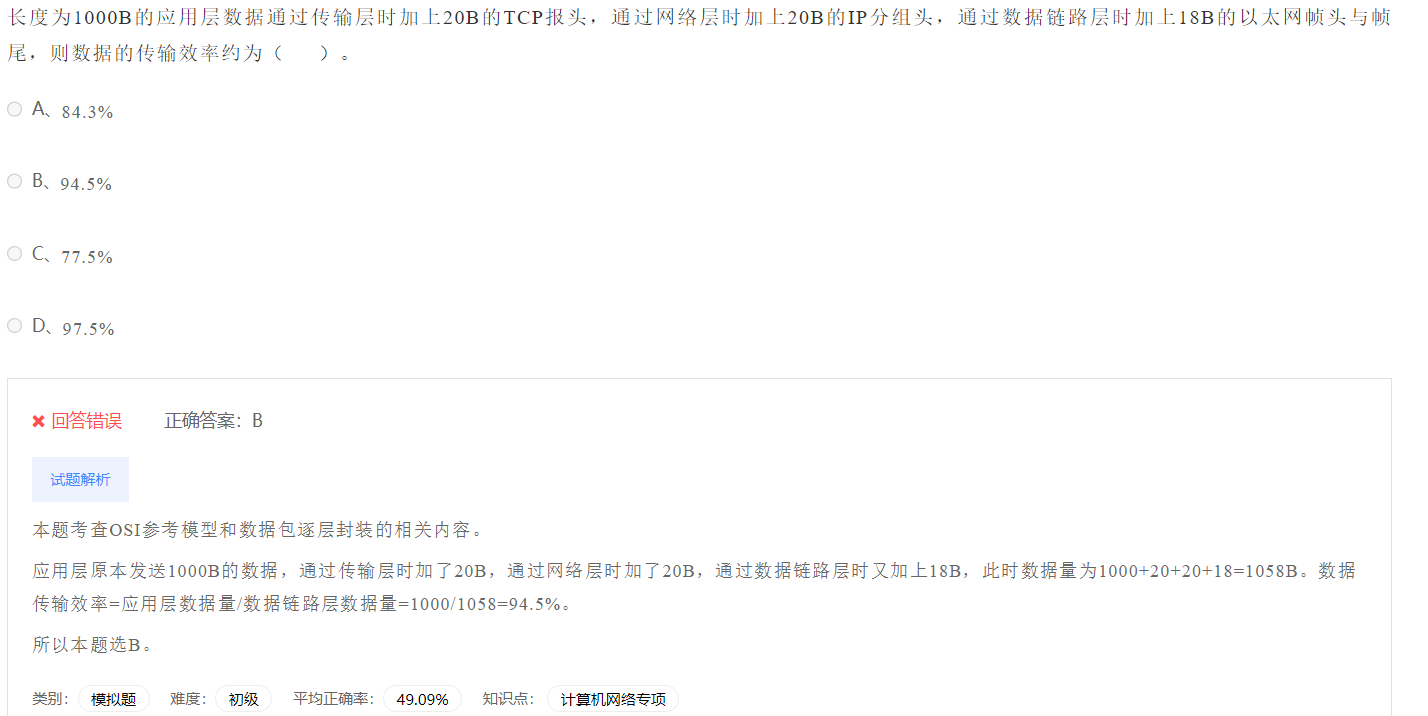 长度为1000B的应用层数据通过传输层时加上20B的TCP报头，通过网络层时加上20B的IP分组头，通过数据链路层时加上18B的以太网帧头与帧
尾，则数据的传输效率约为（　　）。
A、84.3%
B、94.5%
C、77.5%
D、97.5%
✖ 回答错误 正确答案：B
试题解析
本题考查OSI参考模型和数据包逐层封装的相关内容。
应用层原本发送1000B的数据，通过传输层时加了20B，通过网络层时加了20B，通过数据链路层时又加上18B，此时数据量为1000+20+20+18=1058B。数据
传输效率=应用层数据量/数据链路层数据量=1000/1058=94.5%。
所以本题选B。
类别： 模拟题 难度： 初级 平均正确率： 49.09% 知识点： 计算机网络专项